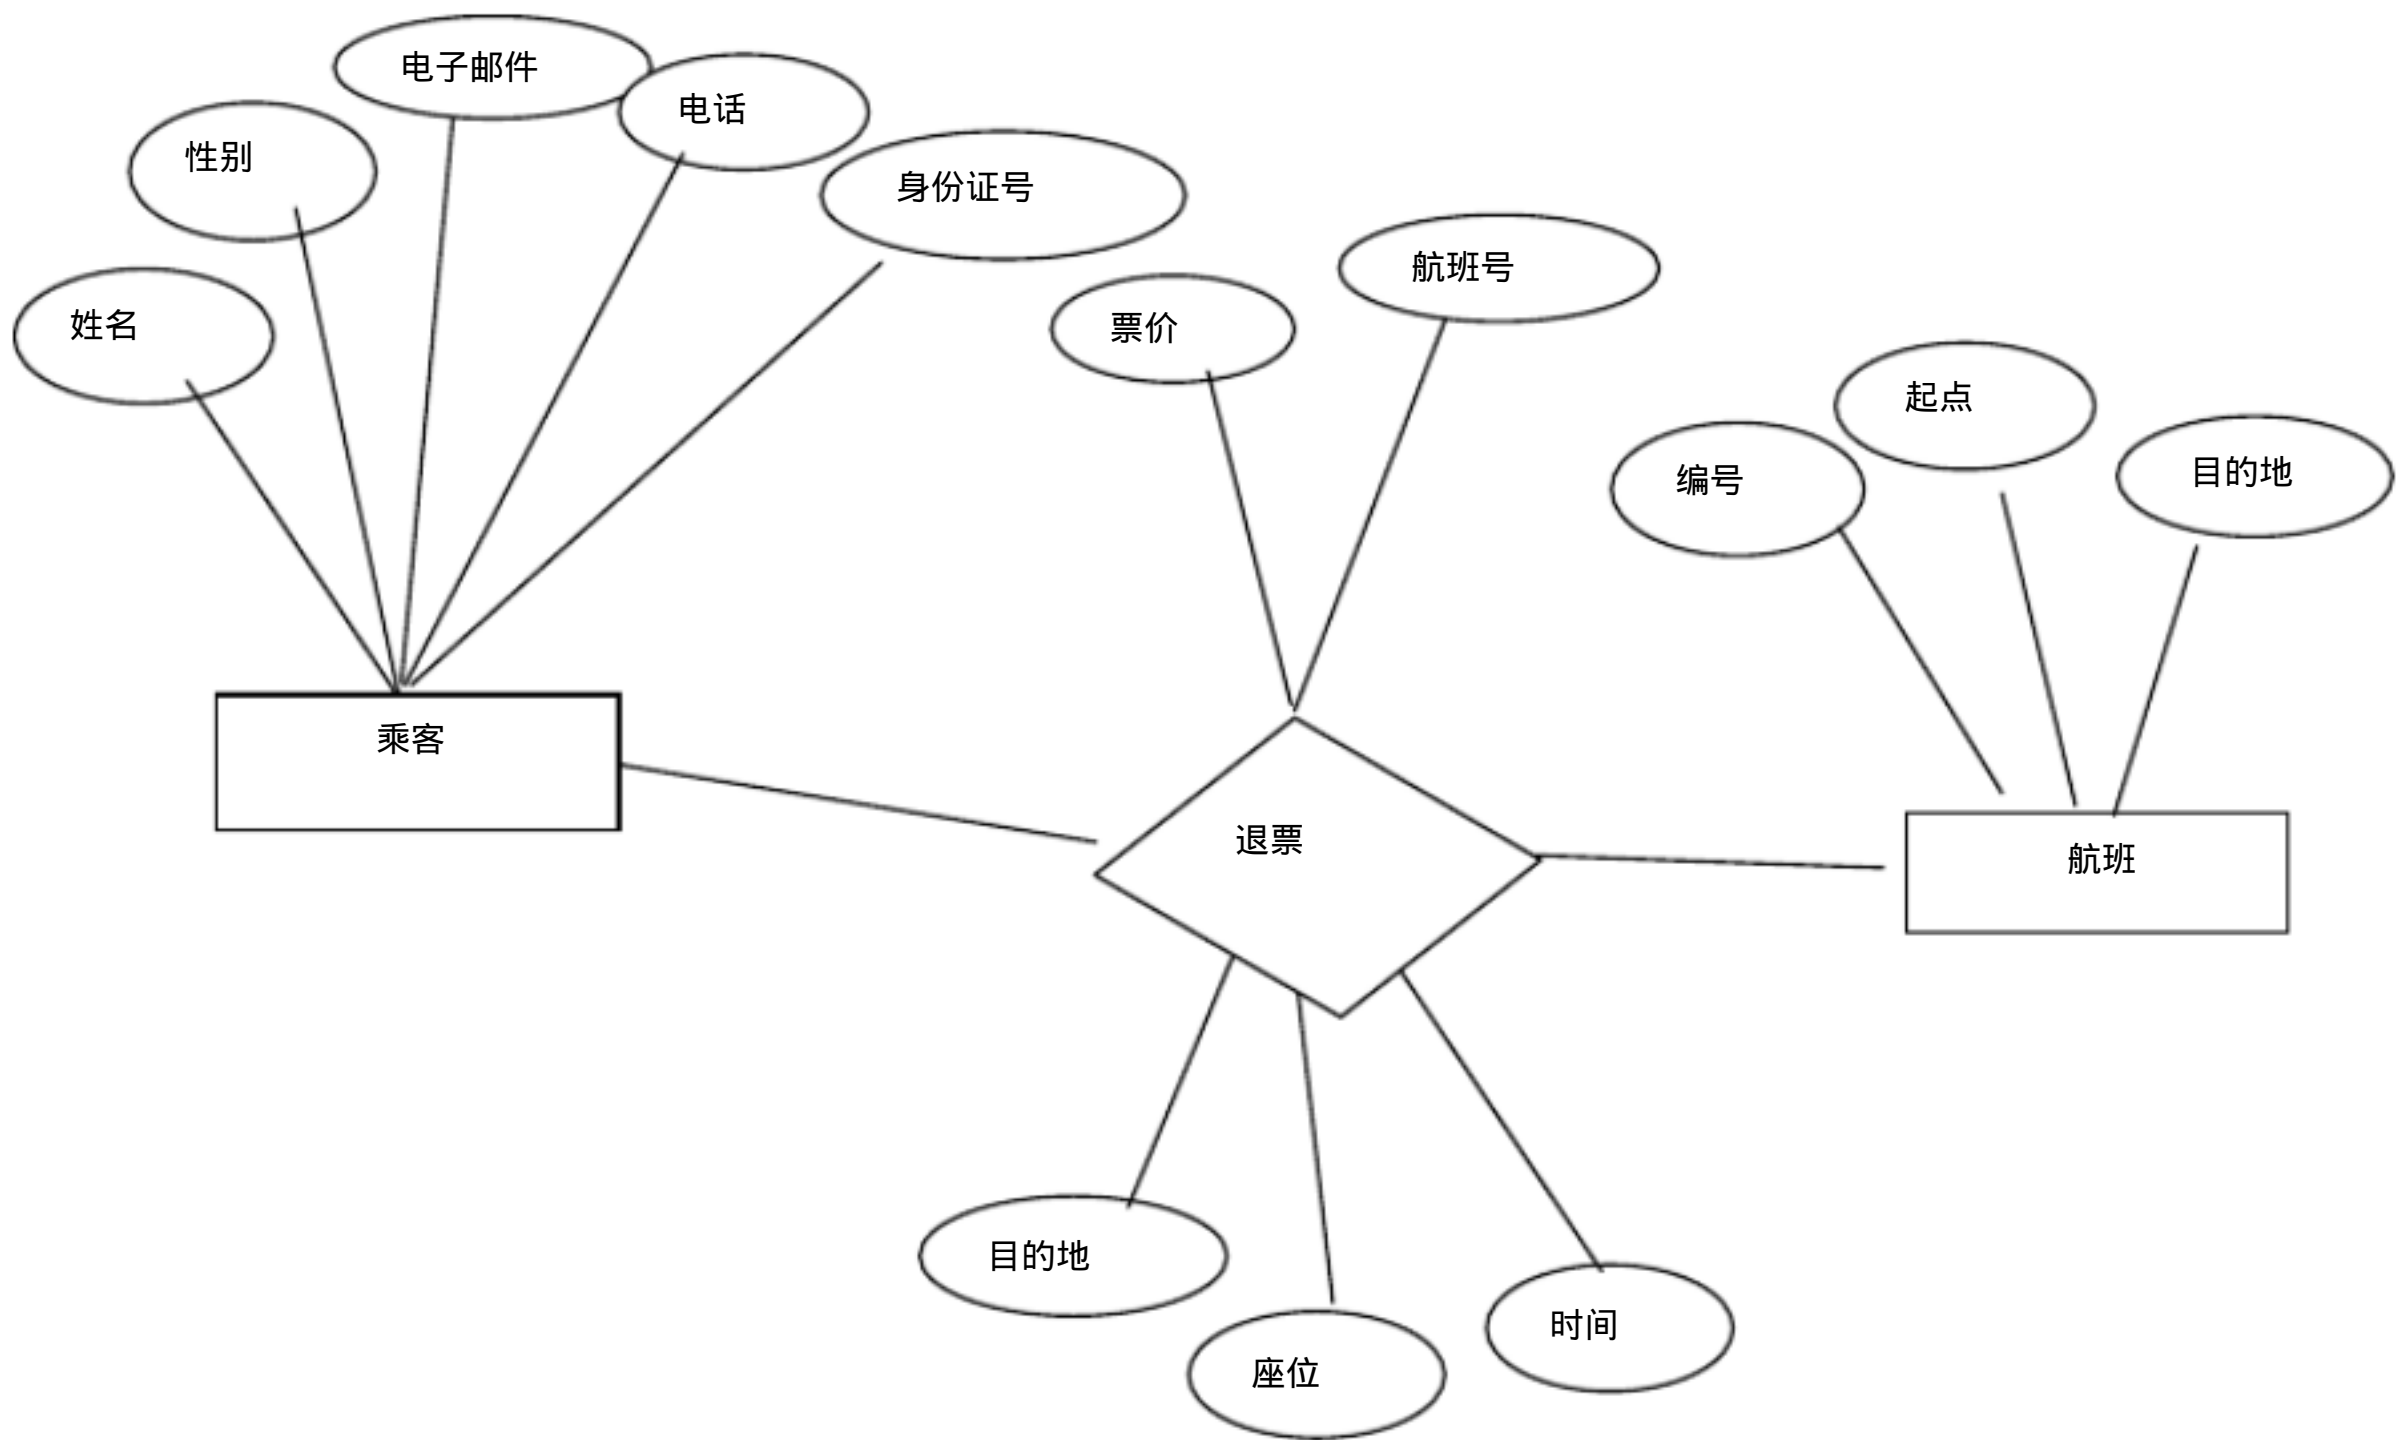 电子邮件
电话
性别
身份证号
航班号
姓名
票价
起点
目的地
编号
乘客
退票
航班
目的地
时间
座位